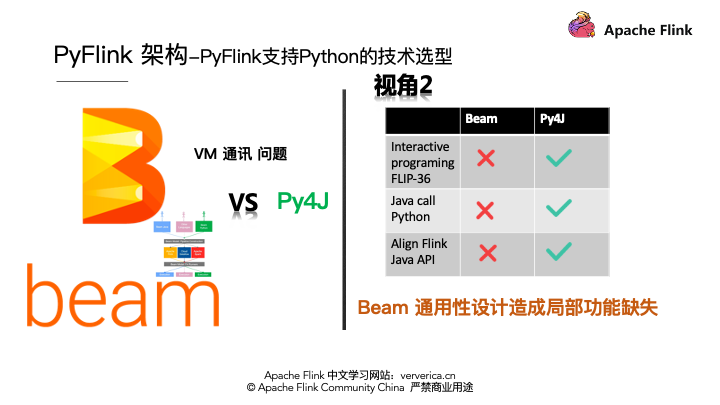 Apache Flink
PyFlink 架构-PyFlink支持Python的技术选型
视角2
VM 通讯 问题
VS Py4J
beam
Beam Py4J
Interactive
programing
FLIP-36
Java call
Python
Align Flink
Java API
Beam 通用性设计造成局部功能缺失
Apache Flink 中文学习网站：ververica.cn
© Apache Flink Community China 严禁商业用途